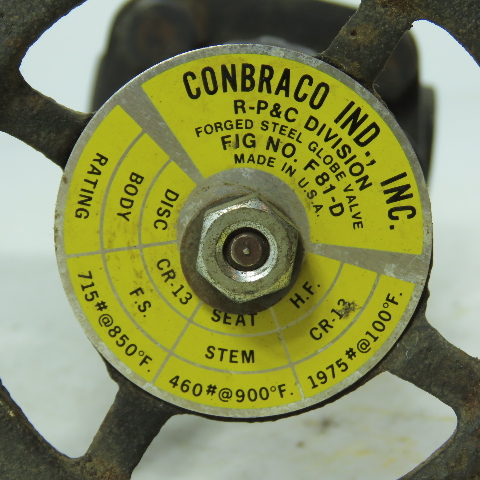 CONBRACO IND., INC.
R-P&C DIVISION
FORGED STEEL GLOBE VALVE
FIG NO. F81-D
MADE IN U.S.A.
RATING
BODY
DISC
715#@850°F.
F.S.
CR-13
SEAT
H.F.
STEM
CR-13
460#@900°F.
1975#@100°F.